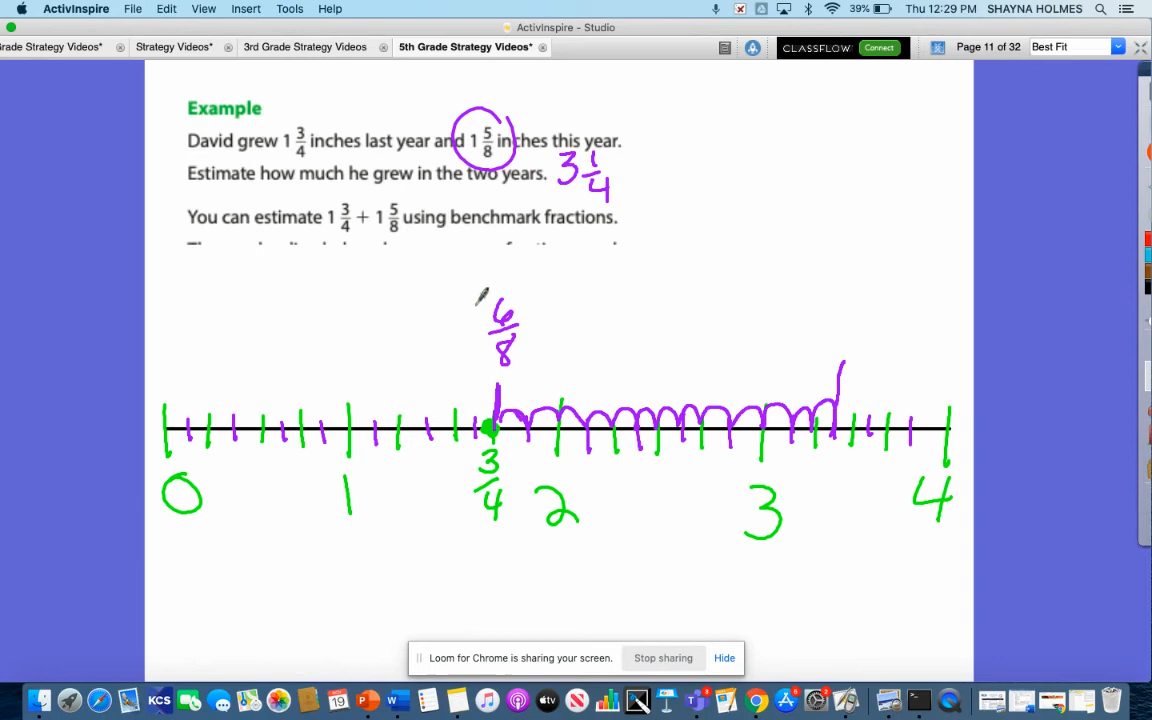 ActivInspire File Edit View Insert Tools Help 39% Thu 12:29 PM SHAYNA HOLMES
ActivInspire - Studio
Grade Strategy Videos* Strategy Videos* 3rd Grade Strategy Videos 5th Grade Strategy Videos* CLASSFLOW Connect Page 11 of 32 Best Fit
Example
David grew 1 3/4 inches last year and 1 5/8 inches this year.
Estimate how much he grew in the two years. 3 1/4
You can estimate 1 3/4 + 1 5/8 using benchmark fractions.
6/8
0 1 3/4 2 3 4
Loom for Chrome is sharing your screen. Stop sharing Hide
KCS